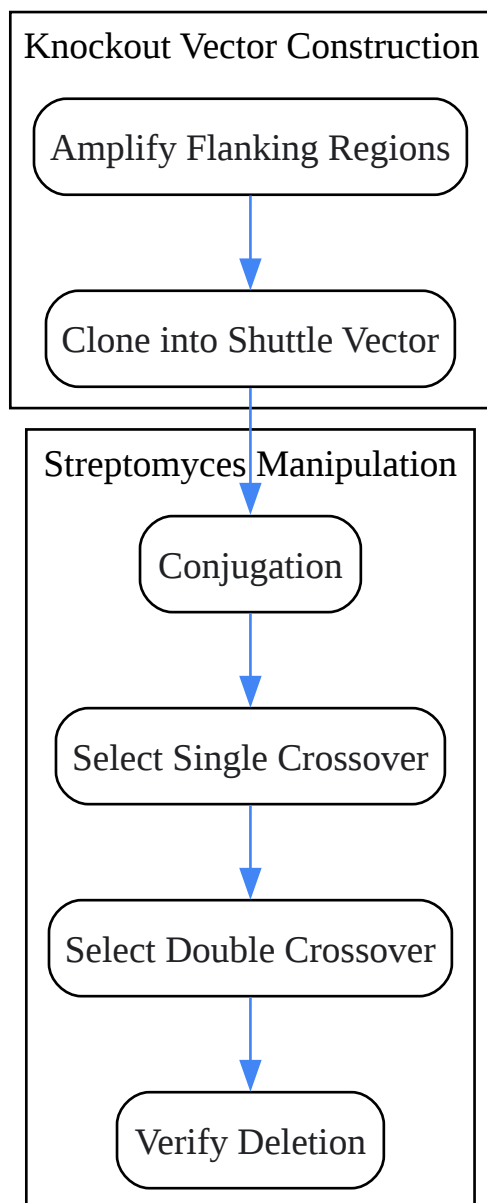 Knockout Vector Construction
Amplify Flanking Regions
Clone into Shuttle Vector
Streptomyces Manipulation
Conjugation
Select Single Crossover
Select Double Crossover
Verify Deletion